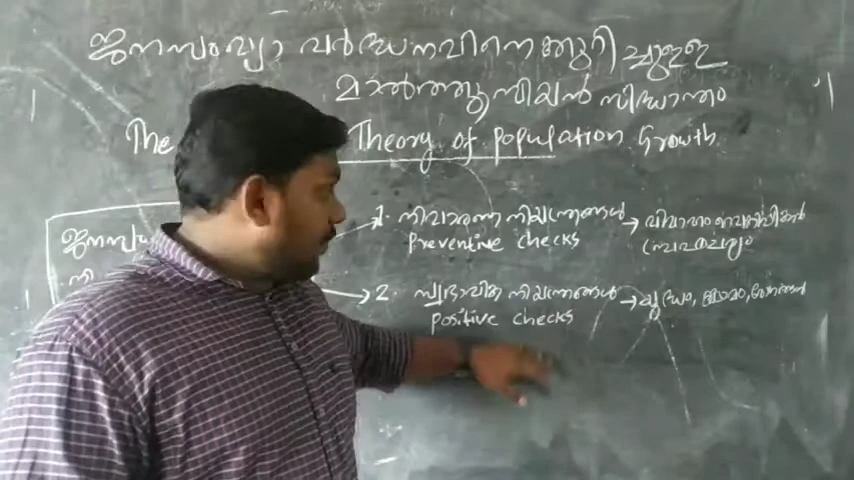 ജനസംഖ്യാ വർദ്ധനവിനെക്കുറിച്ചുള്ള
മാൽത്തൂസിയൻ സിദ്ധാന്തം
The Theory of population Growth
1. നിവാരണ നിയന്ത്രണങ്ങൾ → വിവാഹം വൈകിപ്പിക്കൽ
Preventive checks ബ്രഹ്മചര്യം
ജനസം
നി
2. സ്വാഭാവിക നിയന്ത്രണങ്ങൾ → യുദ്ധം, ക്ഷാമം, രോഗങ്ങൾ
positive checks